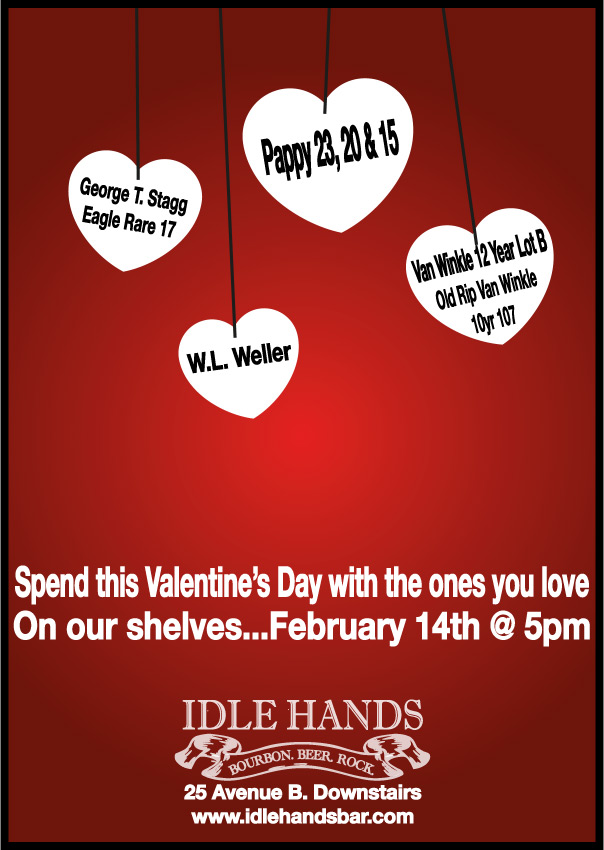 Pappy 23, 20 & 15
George T. Stagg
Eagle Rare 17
Van Winkle 12 Year Lot B
Old Rip Van Winkle
10yr 107
W.L. Weller
Spend this Valentine's Day with the ones you love
On our shelves...February 14th @ 5pm
IDLE HANDS
BOURBON. BEER. ROCK.
25 Avenue B. Downstairs
www.idlehandsbar.com